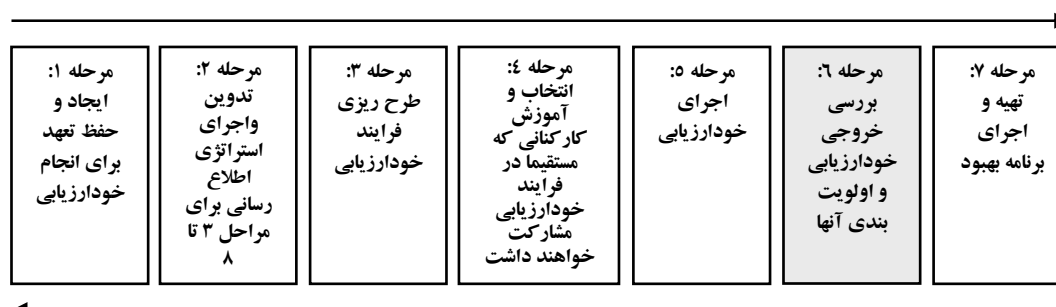 مرحله ۱:
ایجاد و
حفظ تعهد
برای انجام
خودارزیابی
مرحله ۲:
تدوین
واجرای
استراتژی
اطلاع
رسانی برای
مراحل ۳ تا
۸
مرحله ۳:
طرح ریزی
فرایند
خودارزیابی
مرحله ٤:
انتخاب و
آموزش
کارکنانی که
مستقیما در
فرایند
خودارزیابی
مشارکت
خواهند داشت
مرحله ٥:
اجرای
خودارزیابی
مرحله ٦:
بررسی
خروجی
خودارزیابی
و اولویت
بندی آنها
مرحله ۷:
تهیه و
اجرای
برنامه بهبود